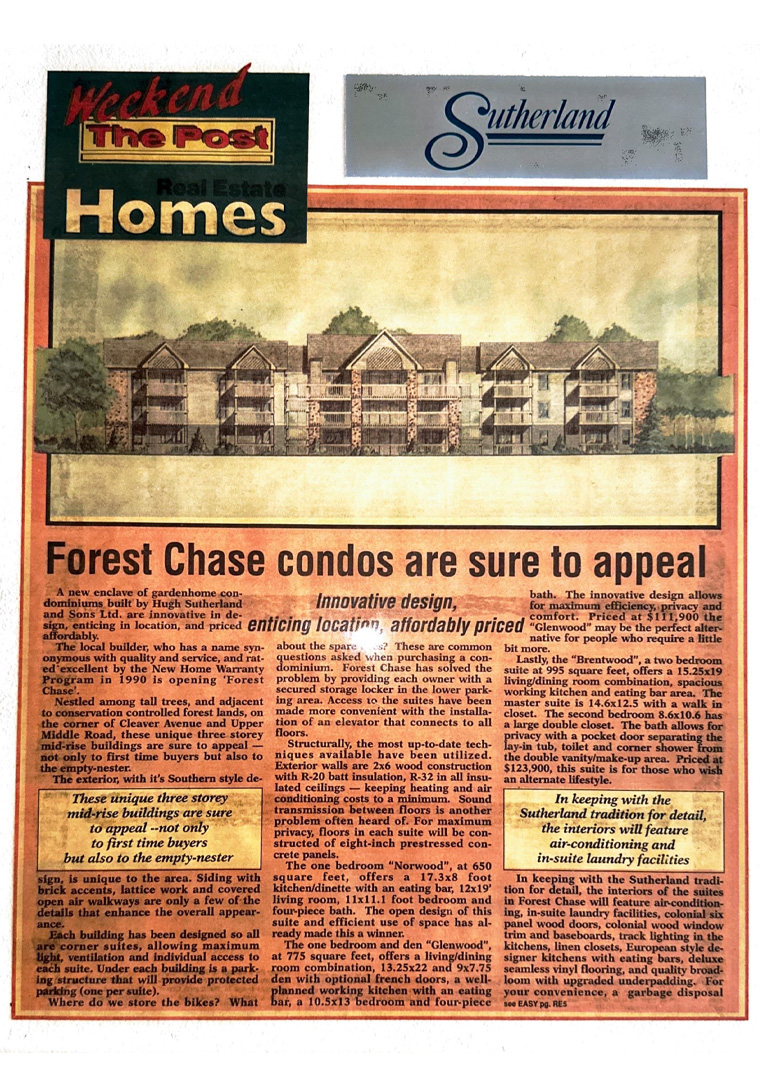 Weekend
The Post
Real Estate
Homes
Sutherland
Forest Chase condos are sure to appeal
Innovative design,
enticing location, affordably priced
A new enclave of gardenhome con-
dominiums built by Hugh Sutherland
and Sons Ltd. are innovative in de-
sign, enticing in location, and priced
affordably.
The local builder, who has a name syn-
onymous with quality and service, and rat-
ed excellent by the New Home Warranty
Program in 1990 is opening 'Forest
Chase'.
Nestled among tall trees, and adjacent
to conservation controlled forest lands, on
the corner of Cleaver Avenue and Upper
Middle Road, these unique three storey
mid-rise buildings are sure to appeal —
not only to first time buyers but also to
the empty-nester.
The exterior, with it's Southern style de-
These unique three storey
mid-rise buildings are sure
to appeal --not only
to first time buyers
but also to the empty-nester
sign, is unique to the area. Siding with
brick accents, lattice work and covered
open air walkways are only a few of the
details that enhance the overall appear-
ance.
Each building has been designed so all
are corner suites, allowing maximum
light, ventilation and individual access to
each suite. Under each building is a park-
ing structure that will provide protected
parking (one per suite).
Where do we store the bikes? What
about the spare ? These are common
questions asked when purchasing a con-
dominium. Forest Chase has solved the
problem by providing each owner with a
secured storage locker in the lower park-
ing area. Access to the suites have been
made more convenient with the installa-
tion of an elevator that connects to all
floors.
Structurally, the most up-to-date tech-
niques available have been utilized.
Exterior walls are 2x6 wood construction
with R-20 batt insulation, R-32 in all insu-
lated ceilings — keeping heating and air
conditioning costs to a minimum. Sound
transmission between floors is another
problem often heard of. For maximum
privacy, floors in each suite will be con-
structed of eight-inch prestressed con-
crete panels.
The one bedroom "Norwood", at 650
square feet, offers a 17.3x8 foot
kitchen/dinette with an eating bar, 12x19'
living room, 11x11.1 foot bedroom and
four-piece bath. The open design of this
suite and efficient use of space has al-
ready made this a winner.
The one bedroom and den "Glenwood",
at 775 square feet, offers a living/dining
room combination, 13.25x22 and 9x7.75
den with optional french doors, a well-
planned working kitchen with an eating
bar, a 10.5x13 bedroom and four-piece
bath. The innovative design allows
for maximum efficiency, privacy and
comfort. Priced at $111,900 the
"Glenwood" may be the perfect alter-
native for people who require a little
bit more.
Lastly, the "Brentwood", a two bedroom
suite at 995 square feet, offers a 15.25x19
living/dining room combination, spacious
working kitchen and eating bar area. The
master suite is 14.6x12.5 with a walk in
closet. The second bedroom 8.6x10.6 has
a large double closet. The bath allows for
privacy with a pocket door separating the
lay-in tub, toilet and corner shower from
the double vanity/make-up area. Priced at
$123,900, this suite is for those who wish
an alternate lifestyle.
In keeping with the
Sutherland tradition for detail,
the interiors will feature
air-conditioning and
in-suite laundry facilities
In keeping with the Sutherland tradi-
tion for detail, the interiors of the suites
in Forest Chase will feature air-condition-
ing, in-suite laundry facilities, colonial six
panel wood doors, colonial wood window
trim and baseboards, track lighting in the
kitchens, linen closets, European style de-
signer kitchens with eating bars, deluxe
seamless vinyl flooring, and quality broad-
loom with upgraded underpadding. For
your convenience, a garbage disposal
see EASY pg. RE5